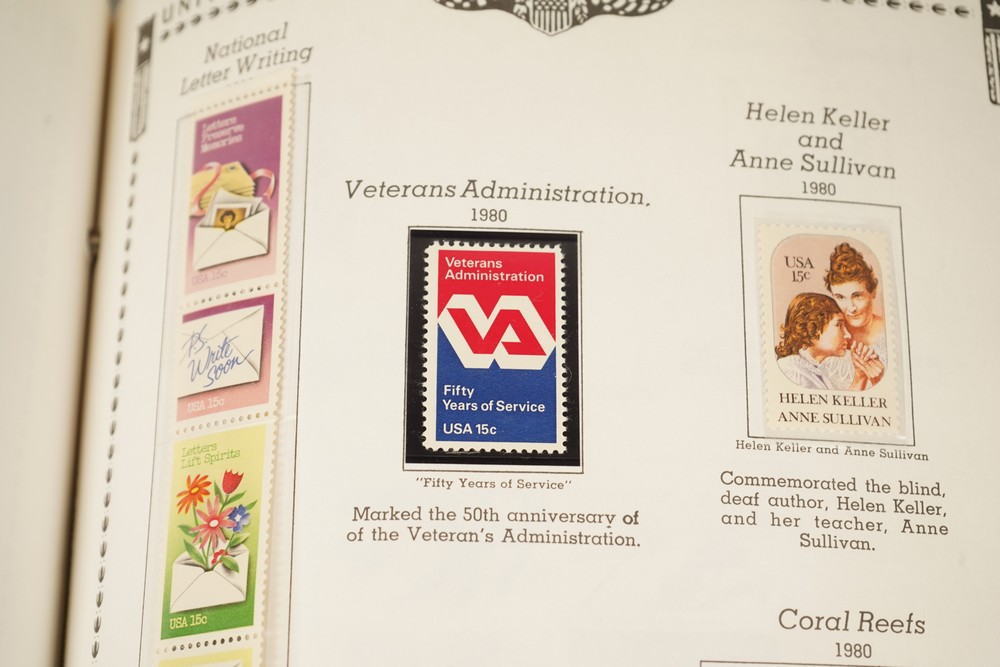 National
Letter Writing
Letters
Preserve
Memories
USA 15c
P.S.
Write
Soon
USA 15c
Letters
Lift Spirits
USA 15c
Veterans Administration.
1980
Veterans
Administration
VA
Fifty
Years of Service
USA 15c
"Fifty Years of Service"
Marked the 50th anniversary of
of the Veteran's Administration.
Helen Keller
and
Anne Sullivan
1980
USA
15c
HELEN KELLER
ANNE SULLIVAN
Helen Keller and Anne Sullivan
Commemorated the blind,
deaf author, Helen Keller,
and her teacher, Anne
Sullivan.
Coral Reefs
1980